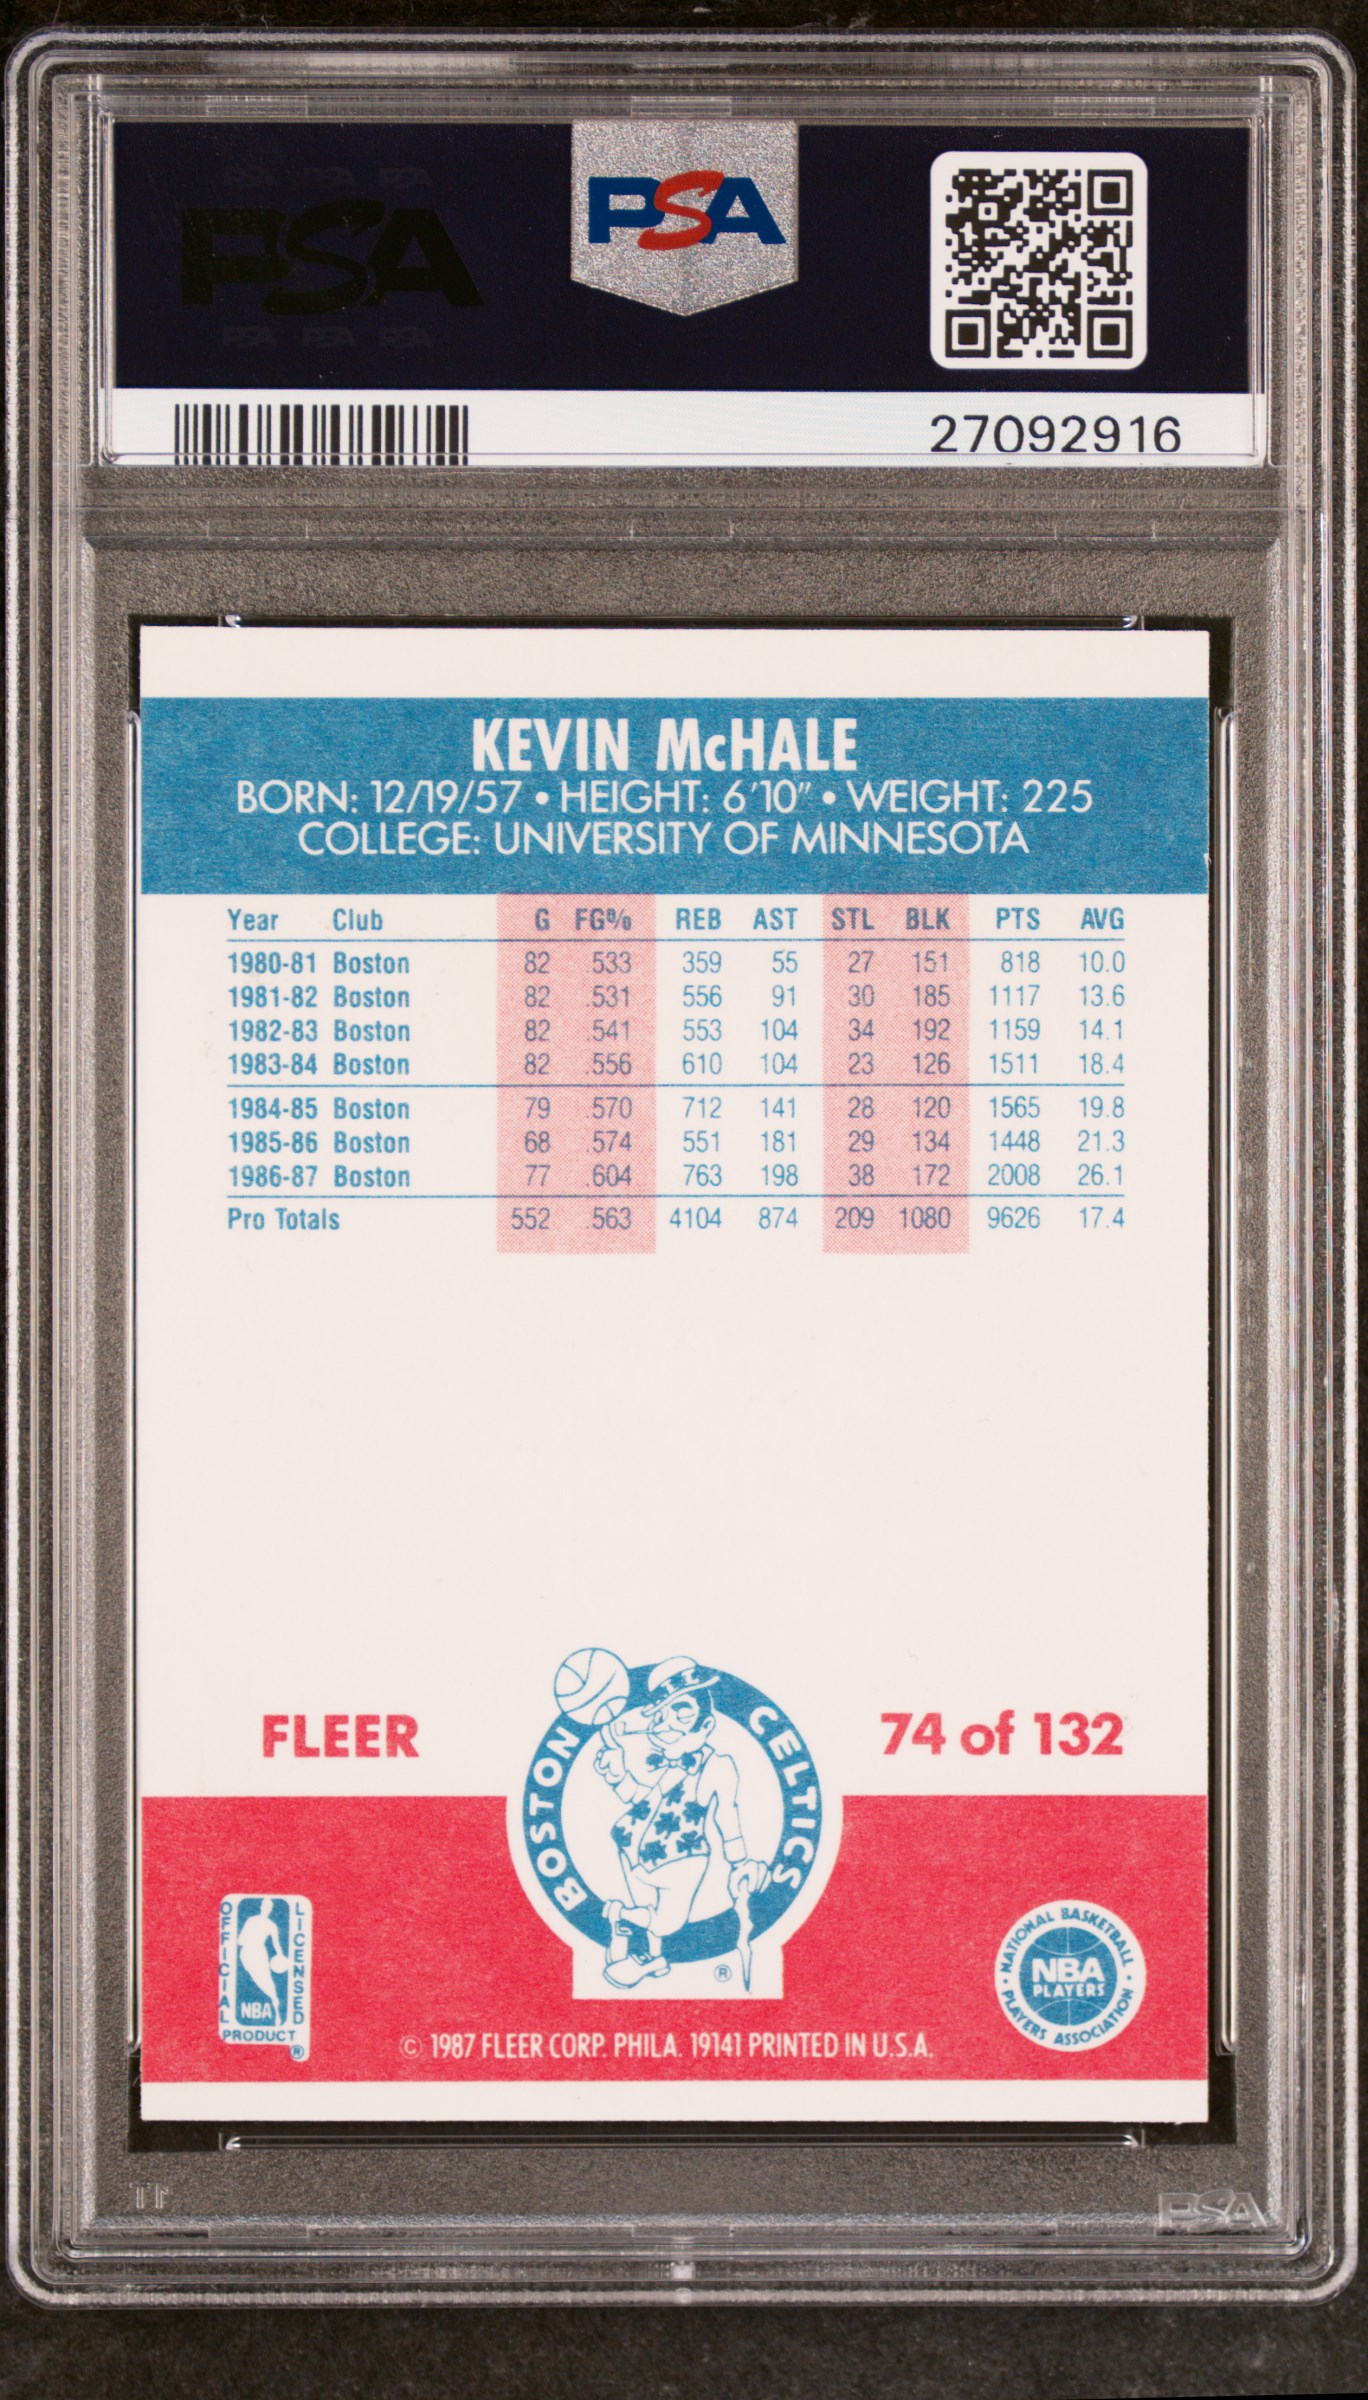 PSA PSA PSA
PSA
PSA PSA PSA
PSA
27092916
KEVIN McHALE
BORN: 12/19/57 • HEIGHT: 6'10" • WEIGHT: 225
COLLEGE: UNIVERSITY OF MINNESOTA
Year Club G FG% REB AST STL BLK PTS AVG
1980-81 Boston 82 .533 359 55 27 151 818 10.0
1981-82 Boston 82 .531 556 91 30 185 1117 13.6
1982-83 Boston 82 .541 553 104 34 192 1159 14.1
1983-84 Boston 82 .556 610 104 23 126 1511 18.4
1984-85 Boston 79 .570 712 141 28 120 1565 19.8
1985-86 Boston 68 .574 551 181 29 134 1448 21.3
1986-87 Boston 77 .604 763 198 38 172 2008 26.1
Pro Totals 552 .563 4104 874 209 1080 9626 17.4
FLEER
74 of 132
BOSTON CELTICS
®
OFFICIAL LICENSED
NBA
PRODUCT
®
NATIONAL BASKETBALL
NBA
PLAYERS
• PLAYERS ASSOCIATION •
© 1987 FLEER CORP. PHILA. 19141 PRINTED IN U.S.A.
PSA